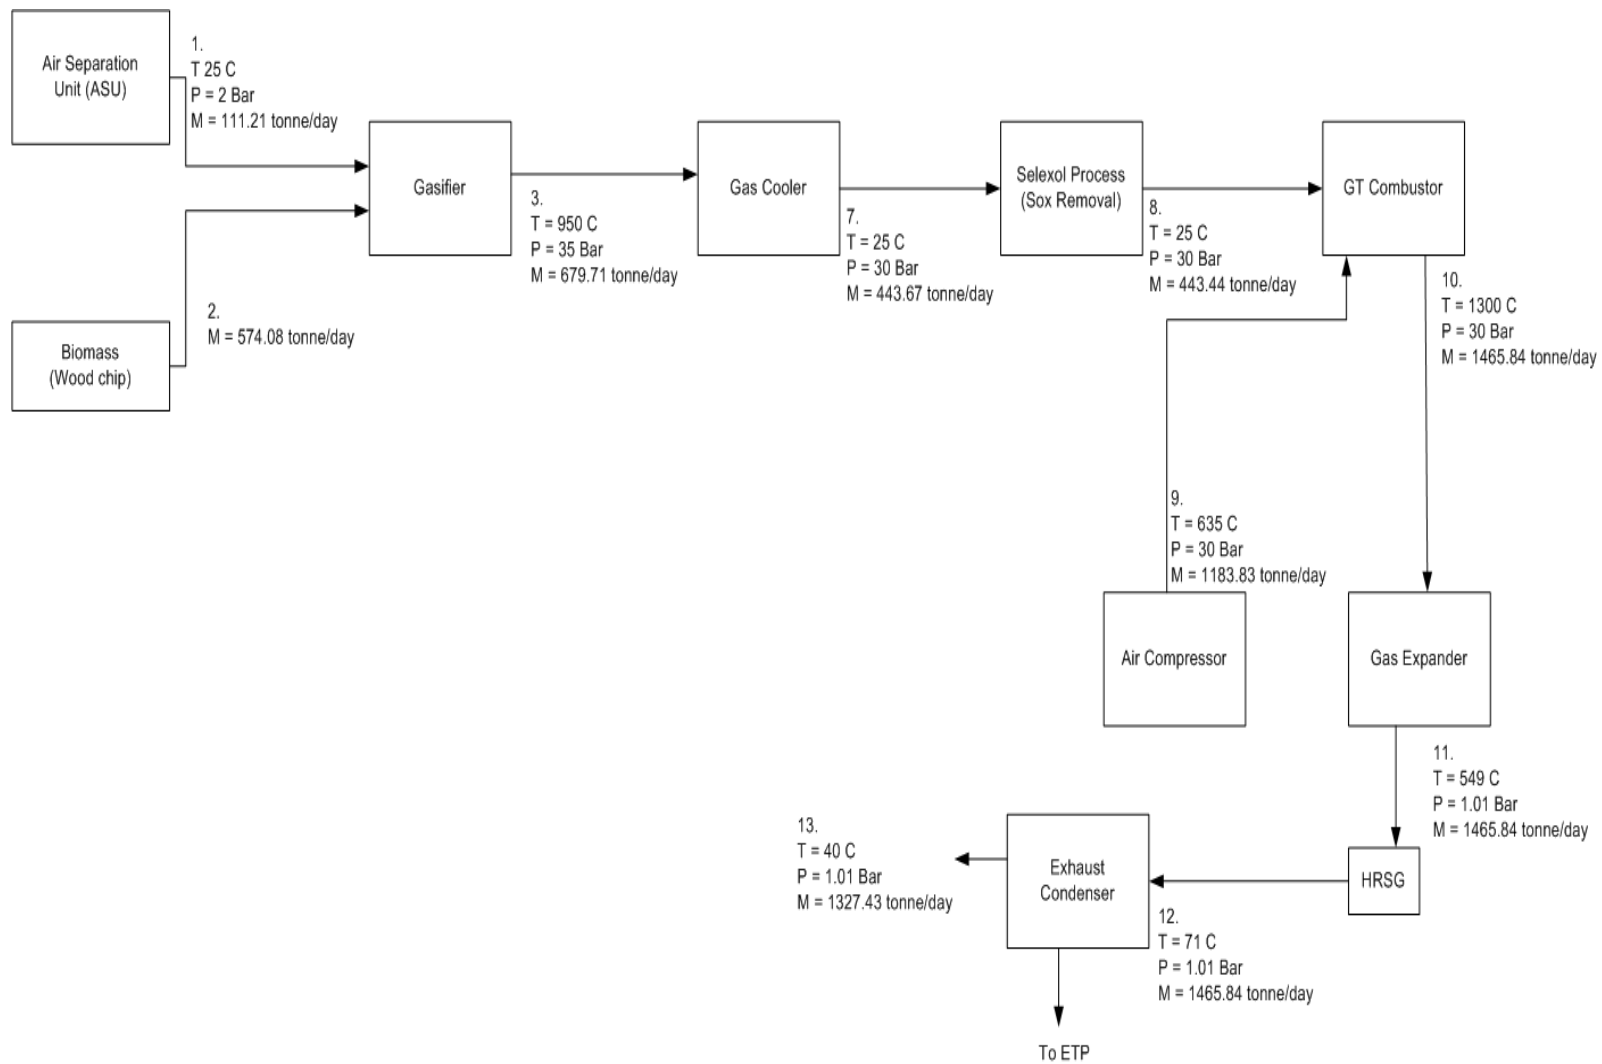 Air Separation
Unit (ASU)
1.
T 25 C
P = 2 Bar
M = 111.21 tonne/day
Biomass
(Wood chip)
2.
M = 574.08 tonne/day
Gasifier
3.
T = 950 C
P = 35 Bar
M = 679.71 tonne/day
Gas Cooler
7.
T = 25 C
P = 30 Bar
M = 443.67 tonne/day
Selexol Process
(Sox Removal)
8.
T = 25 C
P = 30 Bar
M = 443.44 tonne/day
GT Combustor
9.
T = 635 C
P = 30 Bar
M = 1183.83 tonne/day
Air Compressor
10.
T = 1300 C
P = 30 Bar
M = 1465.84 tonne/day
Gas Expander
11.
T = 549 C
P = 1.01 Bar
M = 1465.84 tonne/day
HRSG
12.
T = 71 C
P = 1.01 Bar
M = 1465.84 tonne/day
Exhaust
Condenser
13.
T = 40 C
P = 1.01 Bar
M = 1327.43 tonne/day
To ETP